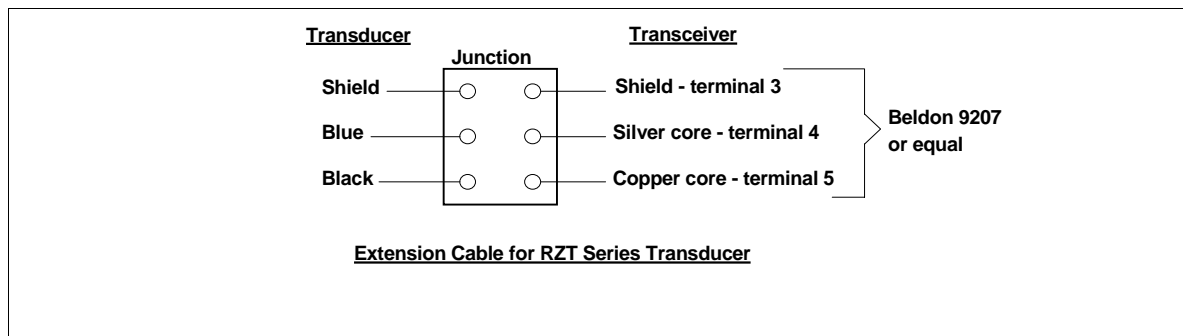 Transducer Transceiver
Junction
Shield Shield - terminal 3
Blue Silver core - terminal 4
Black Copper core - terminal 5
Beldon 9207
or equal
Extension Cable for RZT Series Transducer